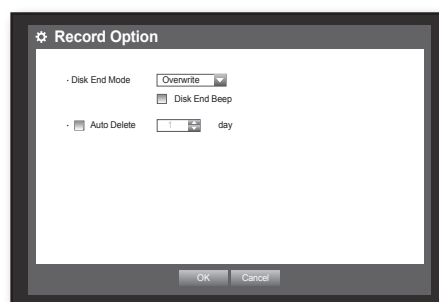 Record Option
· Disk End Mode Overwrite
Disk End Beep
· Auto Delete 1 day
OK Cancel